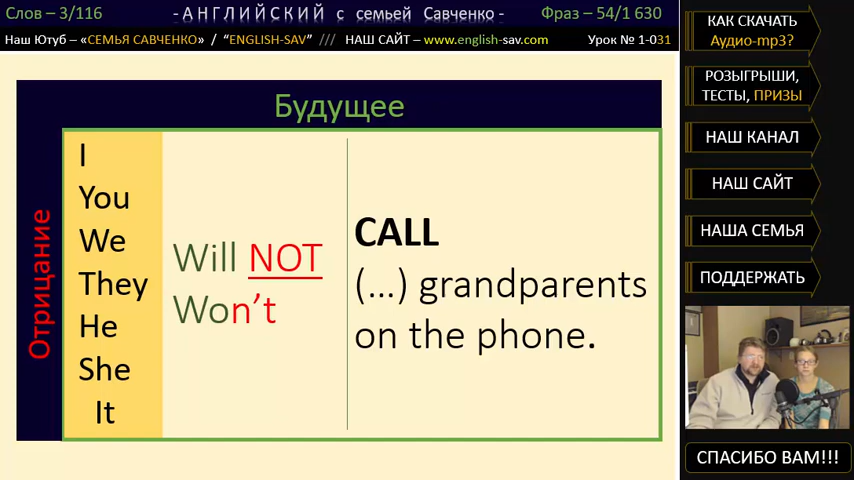 Слов – 3/116
- АНГЛИЙСКИЙ с семьей Савченко -
Фраз – 54/1 630
Наш Ютуб – «СЕМЬЯ САВЧЕНКО» / “ENGLISH-SAV” /// НАШ САЙТ – www.english-sav.com
Урок № 1-031
Будущее
Отрицание
I
You
We
They
He
She
It
Will NOT
Won’t
CALL
(...) grandparents
on the phone.
КАК СКАЧАТЬ
Аудио-mp3?
РОЗЫГРЫШИ,
ТЕСТЫ, ПРИЗЫ
НАШ КАНАЛ
НАШ САЙТ
НАША СЕМЬЯ
ПОДДЕРЖАТЬ
СПАСИБО ВАМ!!!